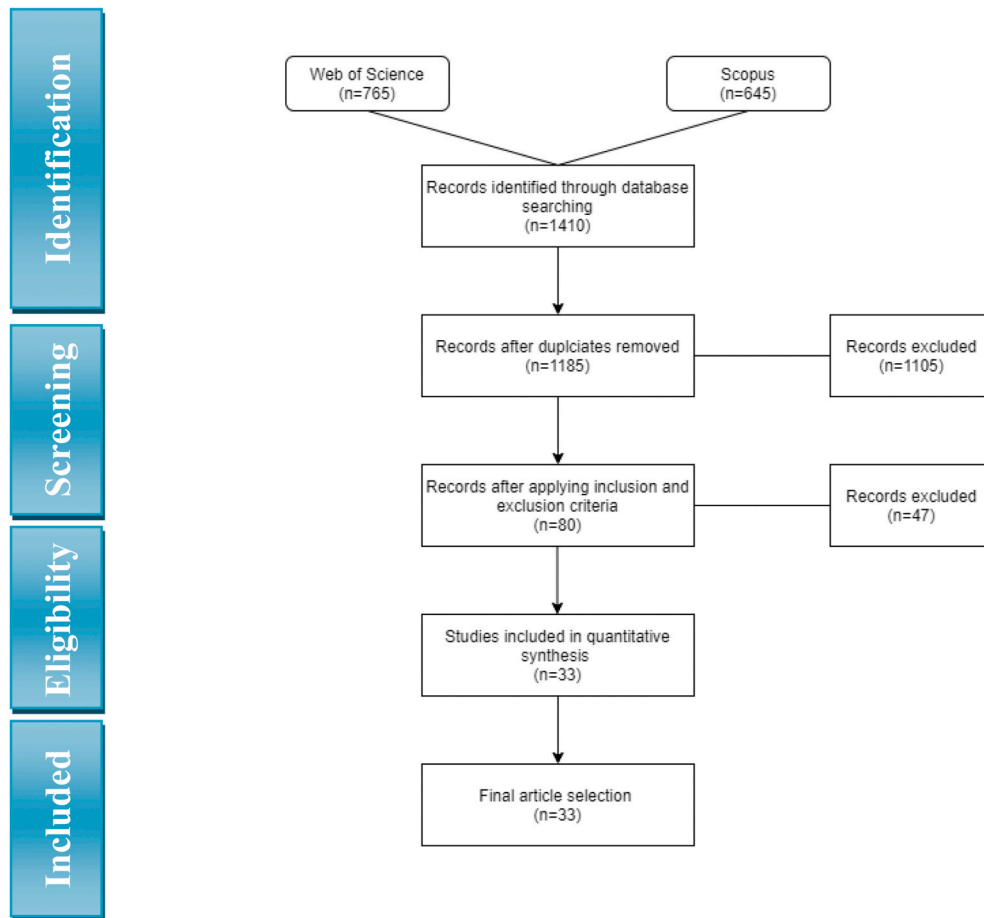 Identification
Web of Science
(n=765)
Scopus
(n=645)
Records identified through database
searching
(n=1410)
Screening
Records after duplciates removed
(n=1185)
Records excluded
(n=1105)
Records after applying inclusion and
exclusion criteria
(n=80)
Records excluded
(n=47)
Eligibility
Studies included in quantitative
synthesis
(n=33)
Included
Final article selection
(n=33)